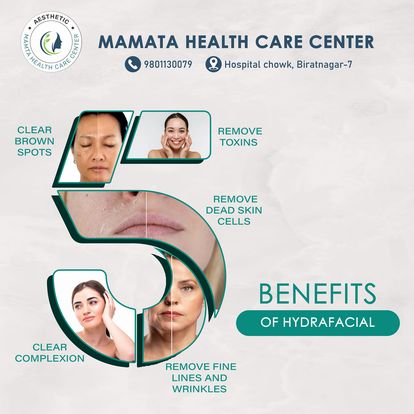 AESTHETIC
MAMATA HEALTH CARE CENTER
MAMATA HEALTH CARE CENTER
9801130079 Hospital chowk, Biratnagar-7
5
CLEAR
BROWN
SPOTS
REMOVE
TOXINS
REMOVE
DEAD SKIN
CELLS
BENEFITS
OF HYDRAFACIAL
CLEAR
COMPLEXION
REMOVE FINE
LINES AND
WRINKLES